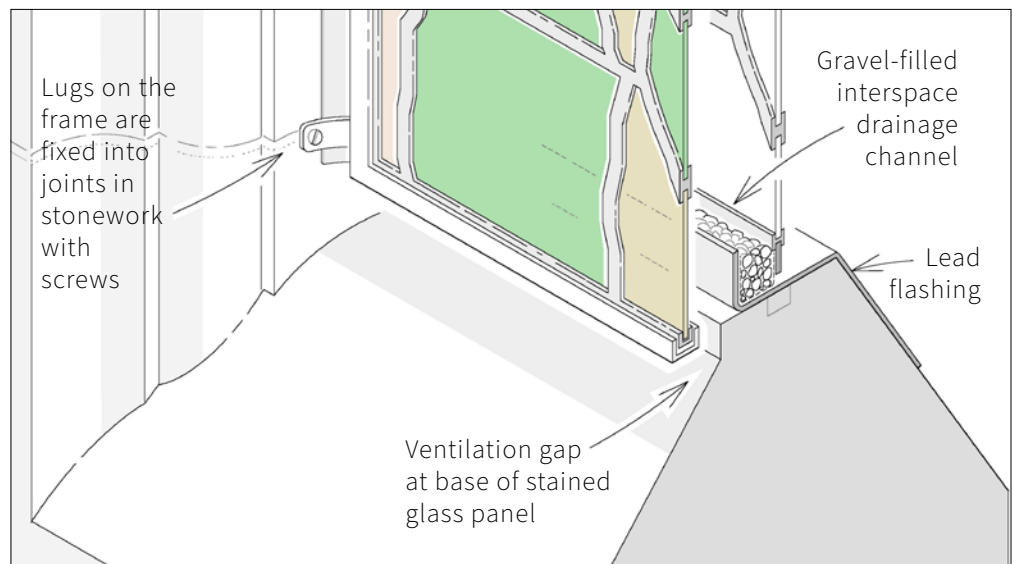 Lugs on the
frame are
fixed into
joints in
stonework
with
screws
Gravel-filled
interspace
drainage
channel
Lead
flashing
Ventilation gap
at base of stained
glass panel